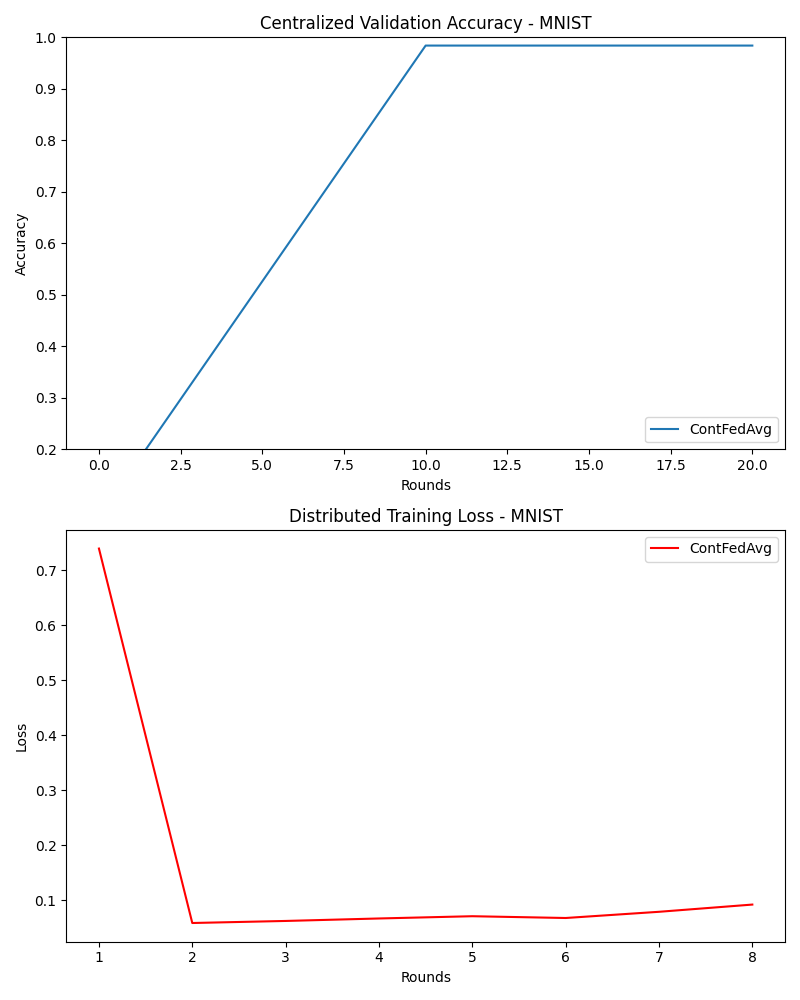 Centralized Validation Accuracy - MNIST
1.0
0.9
0.8
0.7
0.6
0.5
0.4
0.3
0.2
Accuracy
ContFedAvg
0.0 2.5 5.0 7.5 10.0 12.5 15.0 17.5 20.0
Rounds
Distributed Training Loss - MNIST
ContFedAvg
0.7
0.6
0.5
0.4
0.3
0.2
0.1
Loss
1 2 3 4 5 6 7 8
Rounds